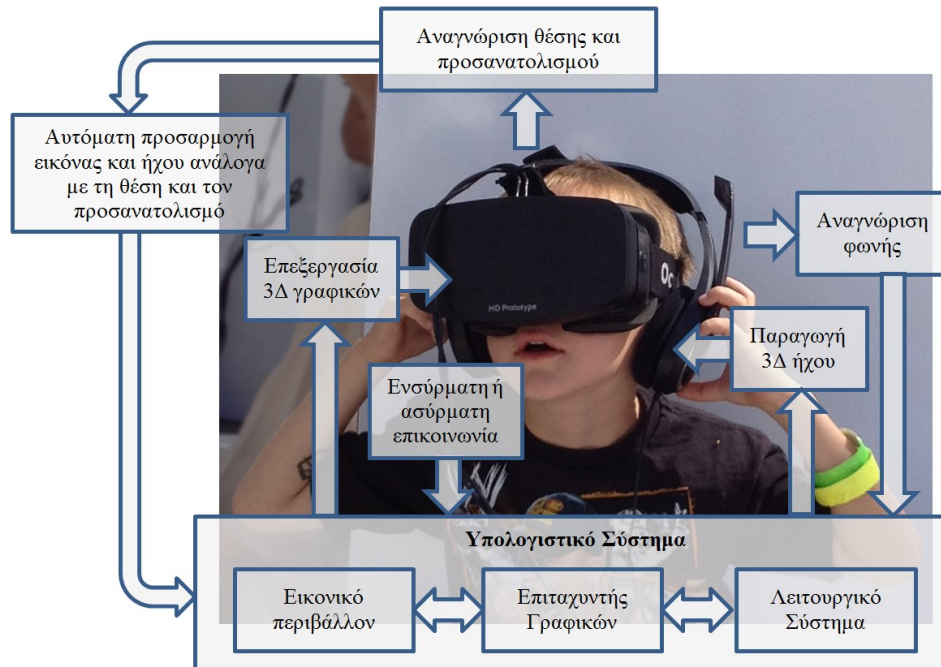 Αναγνώριση θέσης και
προσανατολισμού
Αυτόματη προσαρμογή
εικόνας και ήχου ανάλογα
με τη θέση και τον
προσανατολισμό
Αναγνώριση
φωνής
Επεξεργασία
3Δ γραφικών
HD Prototype
Παραγωγή
3Δ ήχου
Ενσύρματη ή
ασύρματη
επικοινωνία
Υπολογιστικό Σύστημα
Εικονικό
περιβάλλον
Επιταχυντής
Γραφικών
Λειτουργικό
Σύστημα